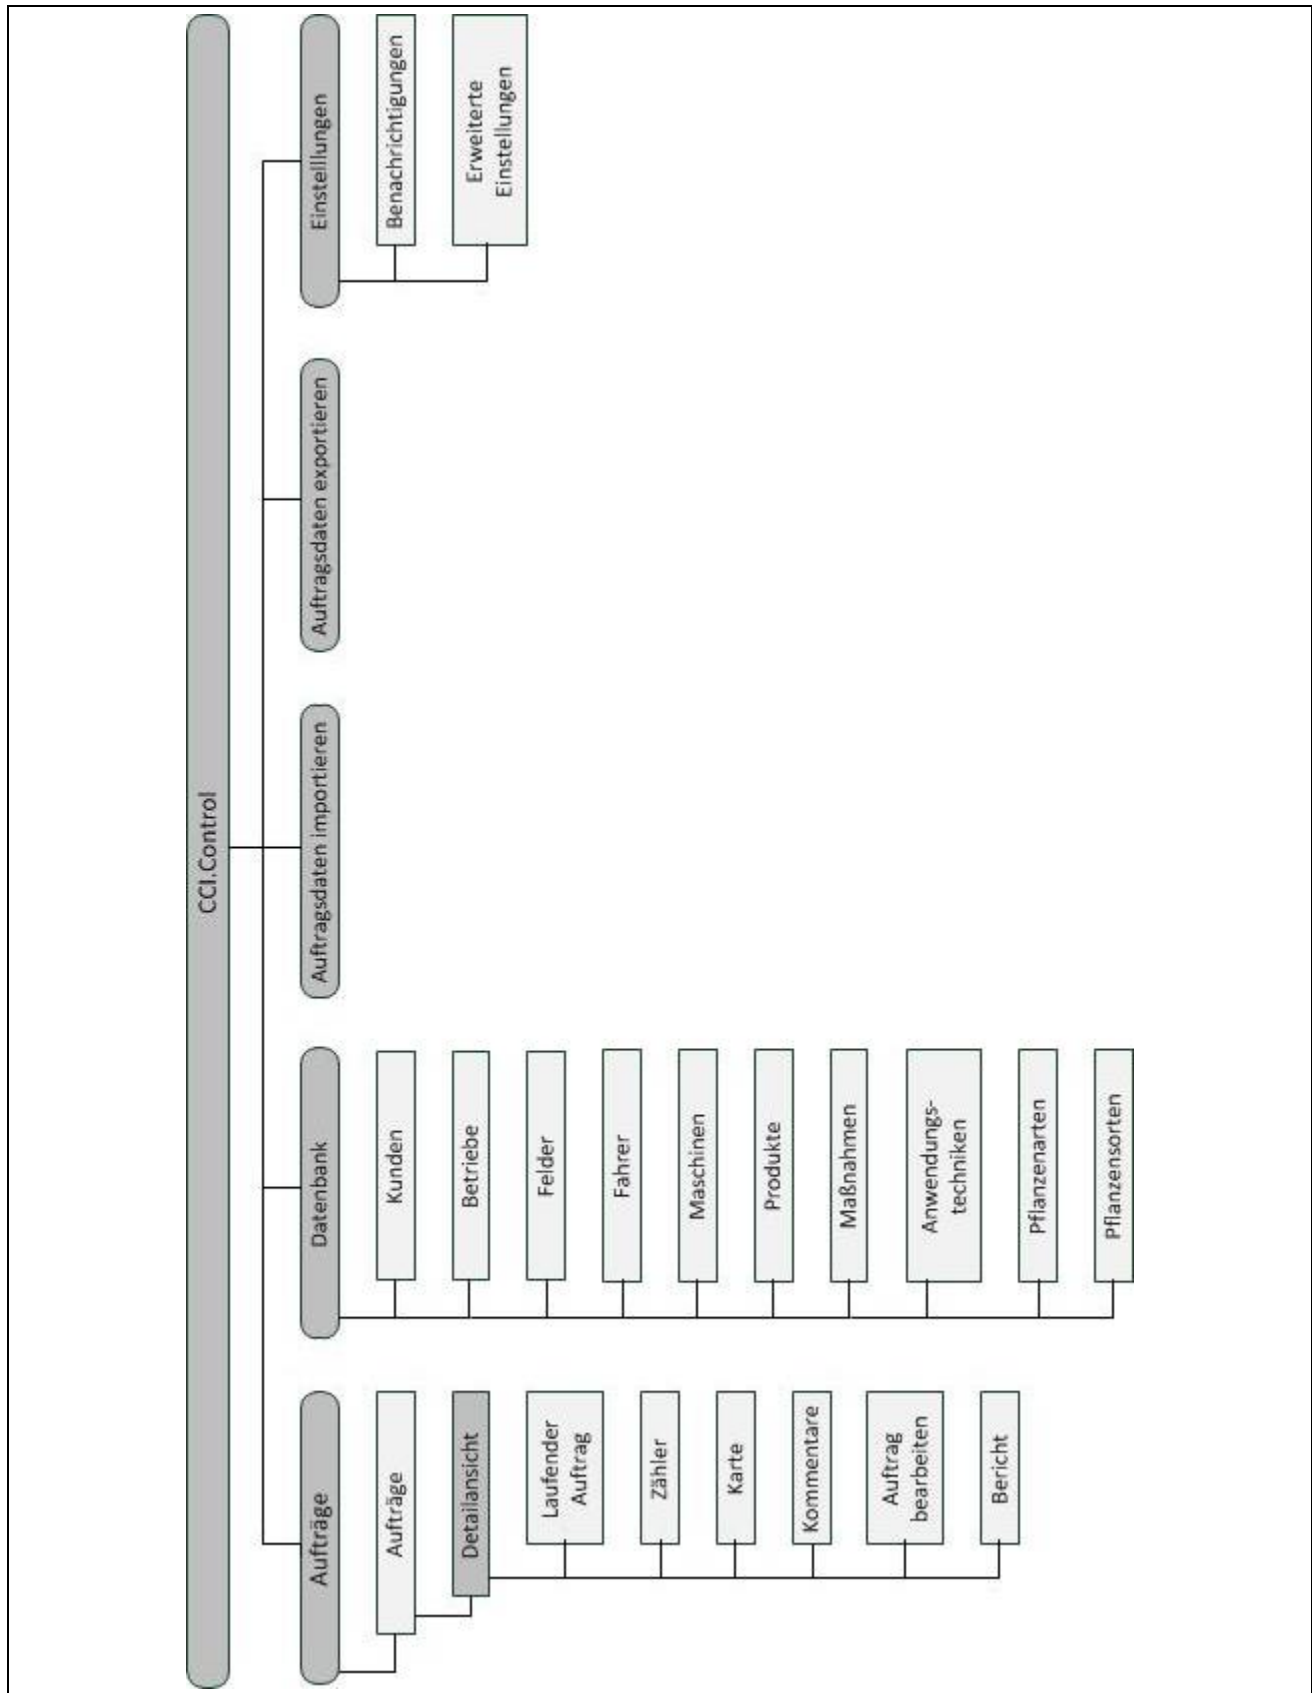 CCI.Control
Aufträge
Aufträge
Detailansicht
Laufender
Auftrag
Zähler
Karte
Kommentare
Auftrag
bearbeiten
Bericht
Datenbank
Kunden
Betriebe
Felder
Fahrer
Maschinen
Produkte
Maßnahmen
Anwendungs-
techniken
Pflanzenarten
Pflanzensorten
Auftragsdaten importieren
Auftragsdaten exportieren
Einstelllungen
Benachrichtigungen
Erweiterte
Einstellungen